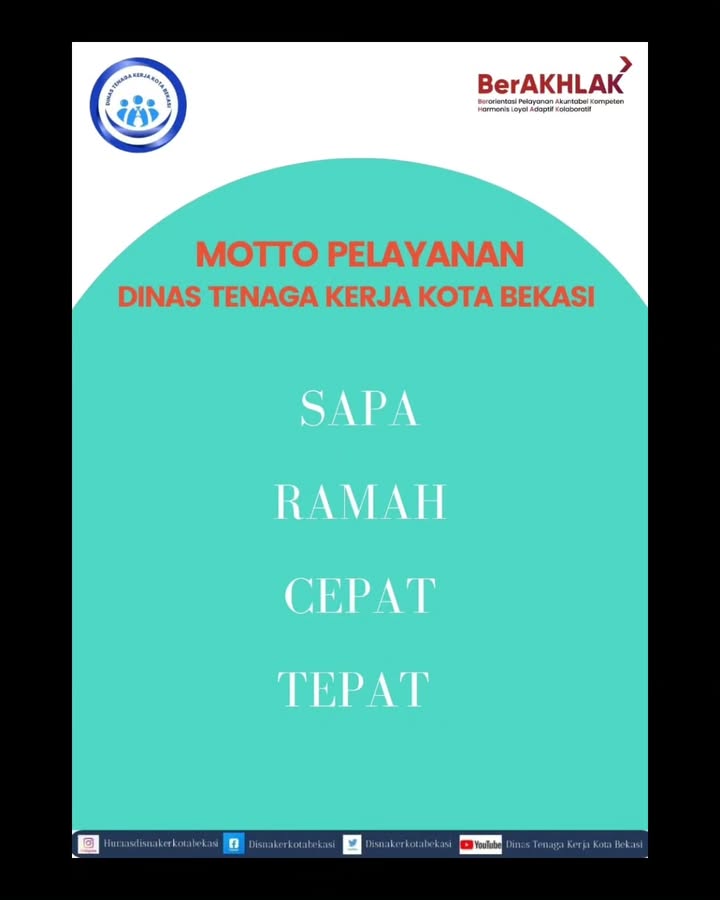 DINAS TENAGA KERJA KOTA BEKASI
BerAKHLAK
Berorientasi Pelayanan Akuntabel Kompeten
Harmonis Loyal Adaptif Kolaboratif
MOTTO PELAYANAN
DINAS TENAGA KERJA KOTA BEKASI
SAPA
RAMAH
CEPAT
TEPAT
Humasdisnakerkotabekasi Disnakerkotabekasi Disnakerkotabekasi YouTube Dinas Tenaga Kerja Kota Bekasi